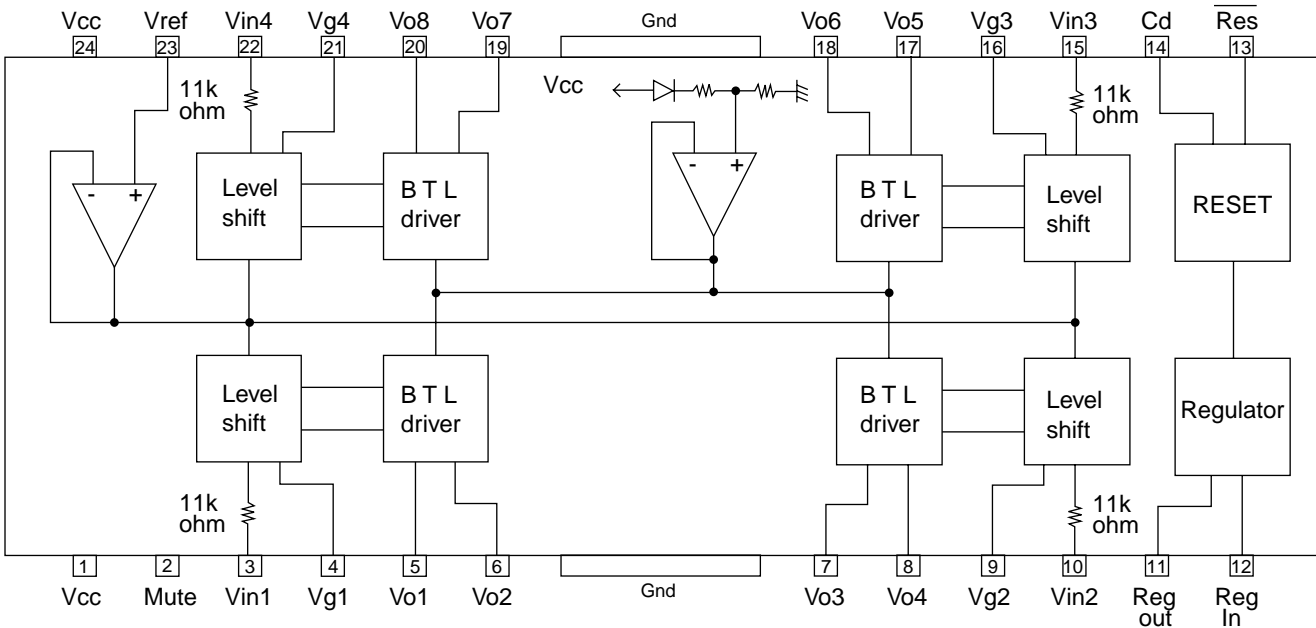 Vcc Vref Vin4 Vg4 Vo8 Vo7 Gnd Vo6 Vo5 Vg3 Vin3 Cd Res
24 23 22 21 20 19 18 17 16 15 14 13
11k
ohm
Vcc
11k
ohm
- +
Level
shift
B T L
driver
- +
B T L
driver
Level
shift
RESET
Level
shift
B T L
driver
B T L
driver
Level
shift
Regulator
11k
ohm
11k
ohm
1 2 3 4 5 6 7 8 9 10 11 12
Vcc Mute Vin1 Vg1 Vo1 Vo2 Gnd Vo3 Vo4 Vg2 Vin2 Reg Reg
out In